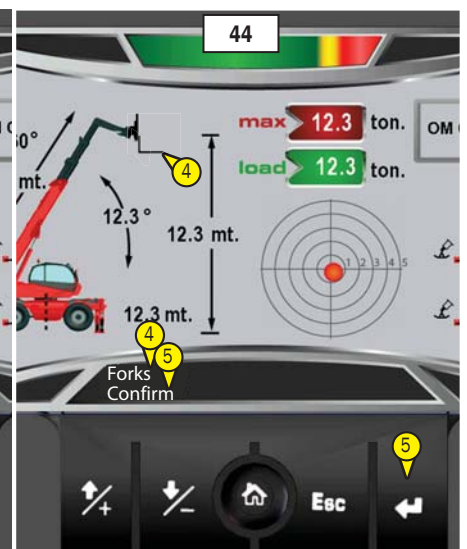 44
max 12.3 ton.
load 12.3 ton.
OM
0°
mt.
4
12.3 °
12.3 mt.
1 2 3 4 5
12.3 mt.
4
5
Forks
Confirm
5
+
−
Esc